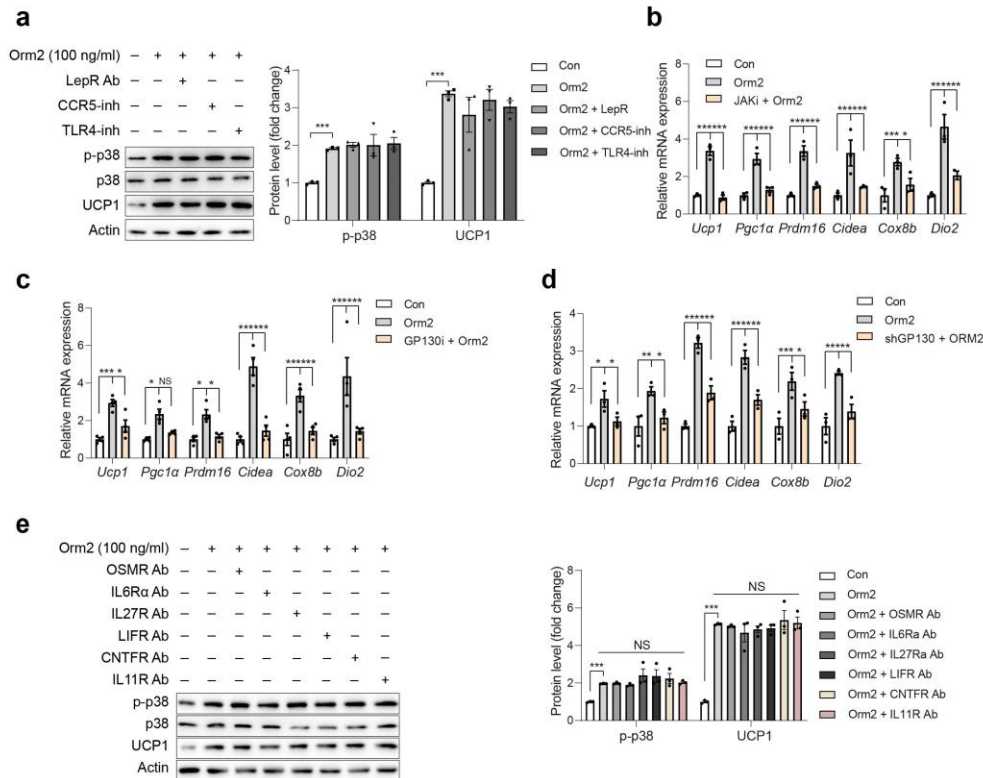 a
Orm2 (100 ng/ml) – + + + +
LepR Ab – – + – –
CCR5-inh – – – + –
TLR4-inh – – – – +
p-p38
p38
UCP1
Actin
Protein level (fold change)
4
3
2
1
0
***
***
p-p38 UCP1
Con
Orm2
Orm2 + LepR
Orm2 + CCR5-inh
Orm2 + TLR4-inh
b
Relative mRNA expression
8
6
4
2
0
Con
Orm2
JAKi + Orm2
****** ****** ****** ****** *** * ******
Ucp1 Pgc1α Prdm16 Cidea Cox8b Dio2
c
Relative mRNA expression
8
6
4
2
0
Con
Orm2
GP130i + Orm2
*** * * NS * * ****** ****** ******
Ucp1 Pgc1α Prdm16 Cidea Cox8b Dio2
d
Relative mRNA expression
4
3
2
1
0
Con
Orm2
shGP130 + ORM2
* * ** * ****** ****** *** * *****
Ucp1 Pgc1α Prdm16 Cidea Cox8b Dio2
e
Orm2 (100 ng/ml) – + + + + + + +
OSMR Ab – – + – – – – –
IL6Rα Ab – – – + – – – –
IL27R Ab – – – – + – – –
LIFR Ab – – – – – + – –
CNTFR Ab – – – – – – + –
IL11R Ab – – – – – – – +
p-p38
p38
UCP1
Actin
Protein level (fold change)
8
6
4
2
0
***
NS
***
NS
p-p38 UCP1
Con
Orm2
Orm2 + OSMR Ab
Orm2 + IL6Ra Ab
Orm2 + IL27Ra Ab
Orm2 + LIFR Ab
Orm2 + CNTFR Ab
Orm2 + IL11R Ab